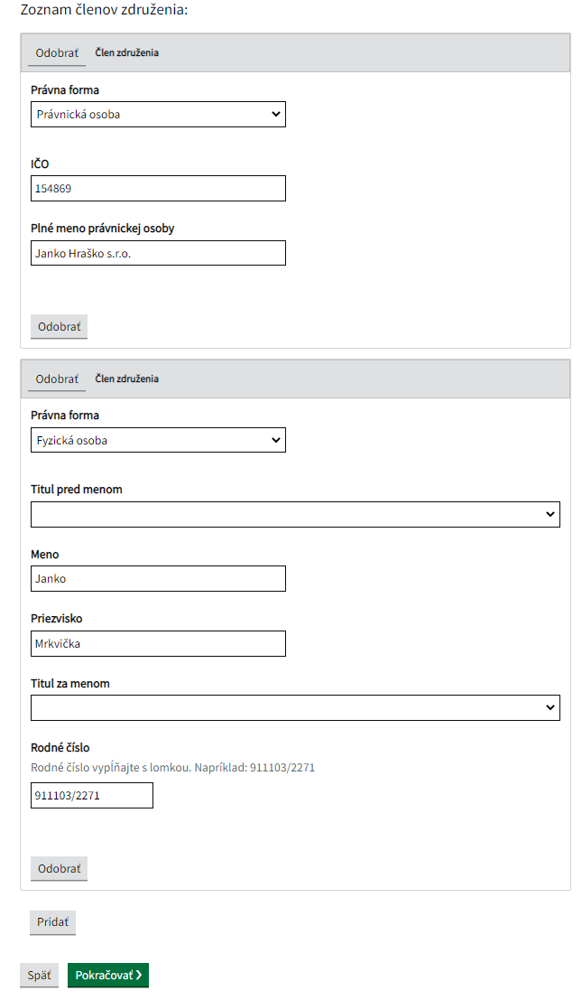 Zoznam členov združenia:
Odobrať Člen združenia
Právna forma
Právnická osoba
IČO
154869
Plné meno právnickej osoby
Janko Hraško s.r.o.
Odobrať
Odobrať Člen združenia
Právna forma
Fyzická osoba
Titul pred menom
Meno
Janko
Priezvisko
Mrkvička
Titul za menom
Rodné číslo
Rodné číslo vypĺňajte s lomkou. Napríklad: 911103/2271
911103/2271
Odobrať
Pridať
Späť Pokračovať ❯